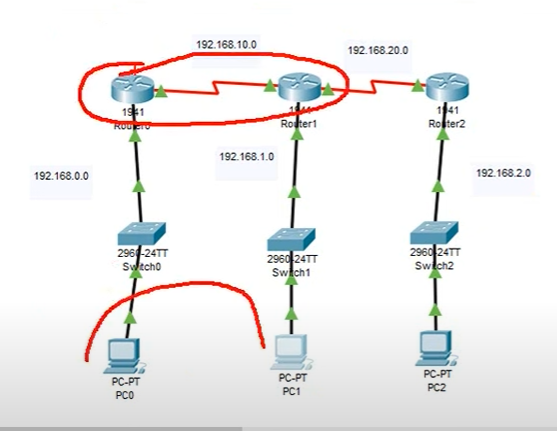 192.168.10.0
192.168.20.0
1941
Router0
1941
Router1
1941
Router2
192.168.0.0
192.168.1.0
192.168.2.0
2960-24TT
Switch0
2960-24TT
Switch1
2960-24TT
Switch2
PC-PT
PC0
PC-PT
PC1
PC-PT
PC2